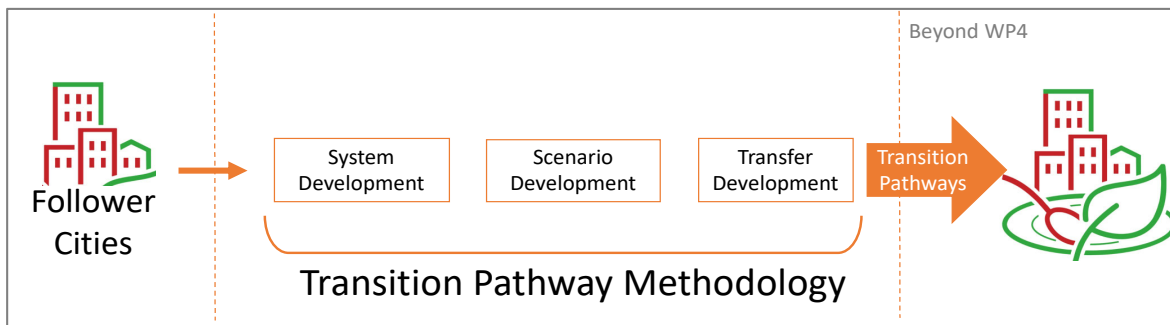 Beyond WP4
Follower
Cities
System
Development
Scenario
Development
Transfer
Development
Transition
Pathways
Transition Pathway Methodology